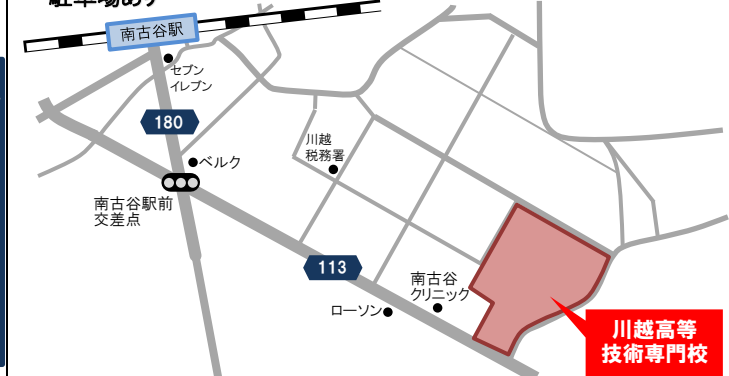 駐車場あり
南古谷駅
セブン
イレブン
180
ベルク
川越
税務署
南古谷駅前
交差点
113
南古谷
クリニック
ローソン
川越高等
技術専門校